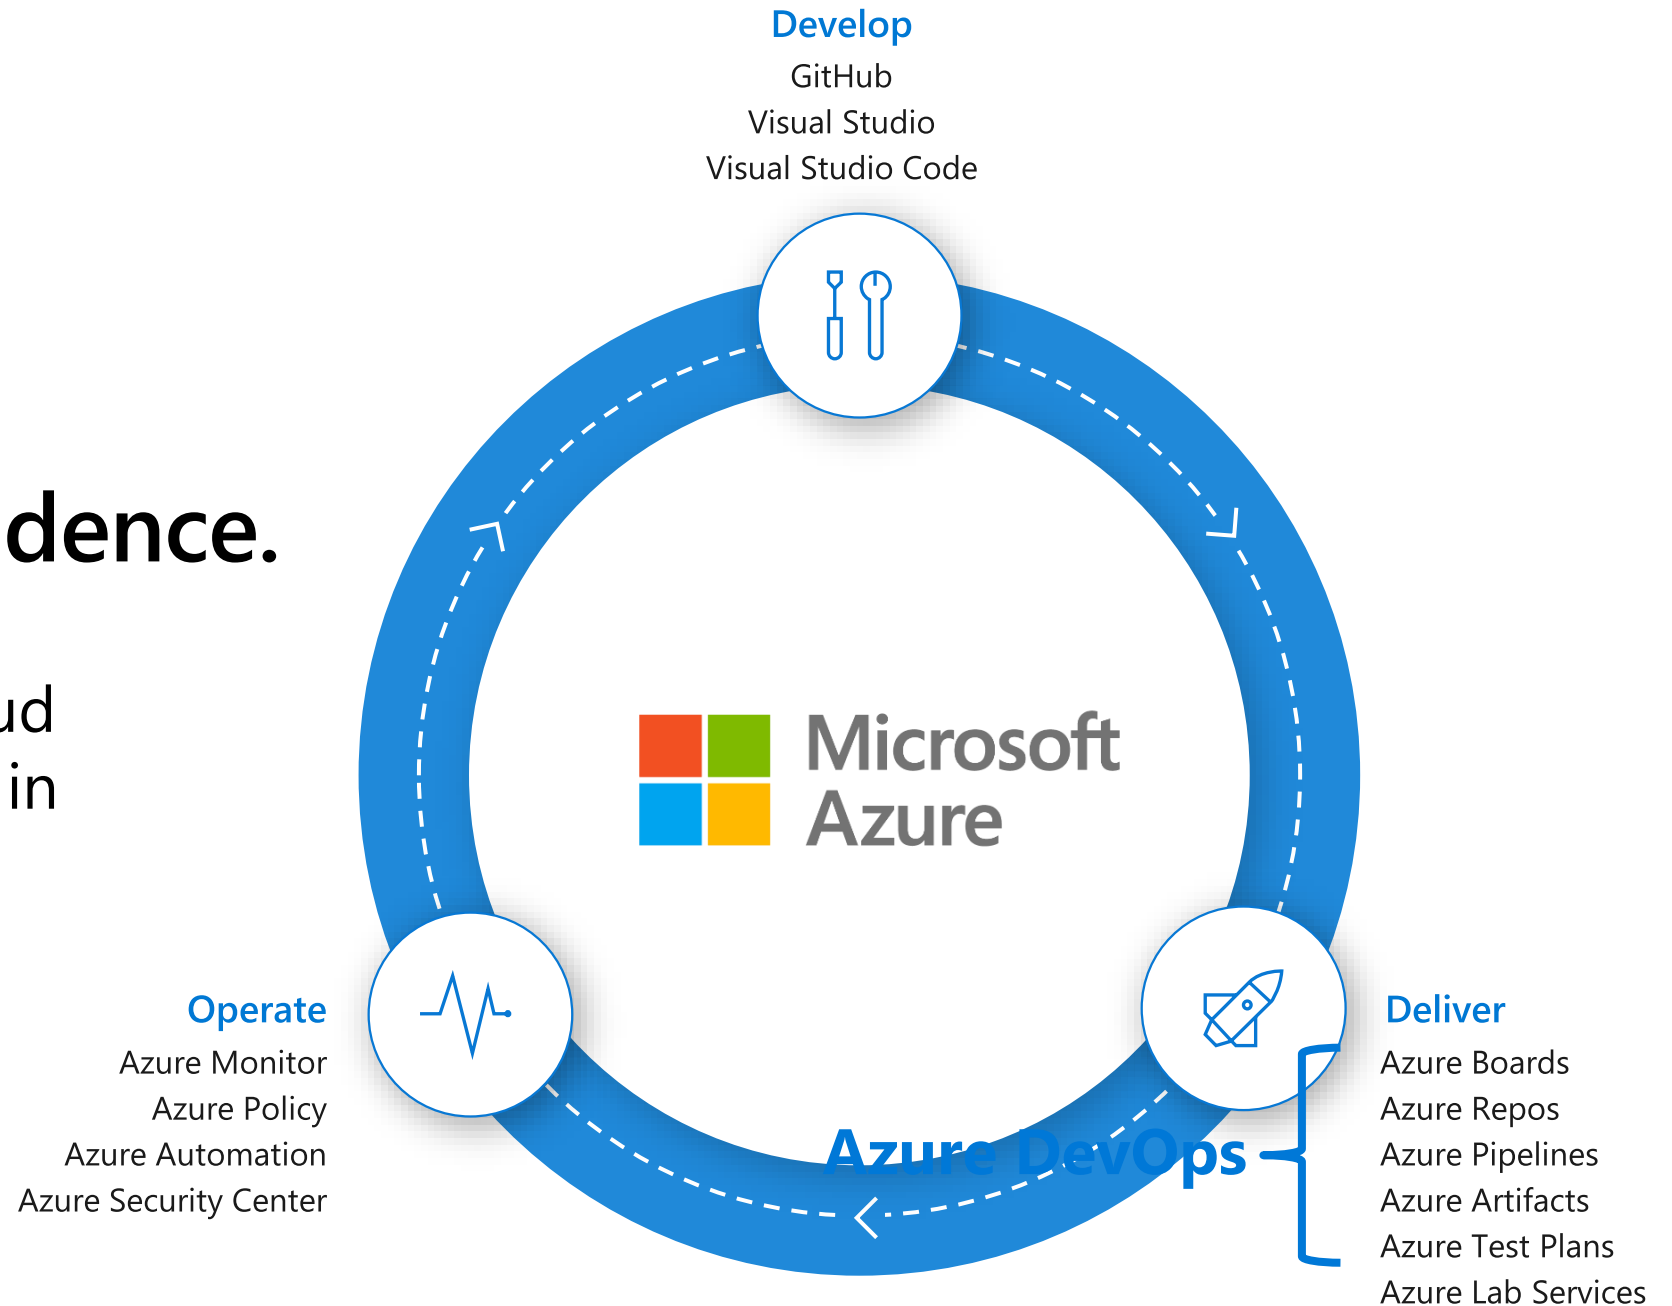 Develop
GitHub
Visual Studio
Visual Studio Code
dence.
ud
in
Microsoft
Azure
Operate
Azure Monitor
Azure Policy
Azure Automation
Azure Security Center
Azure DevOps
Deliver
Azure Boards
Azure Repos
Azure Pipelines
Azure Artifacts
Azure Test Plans
Azure Lab Services